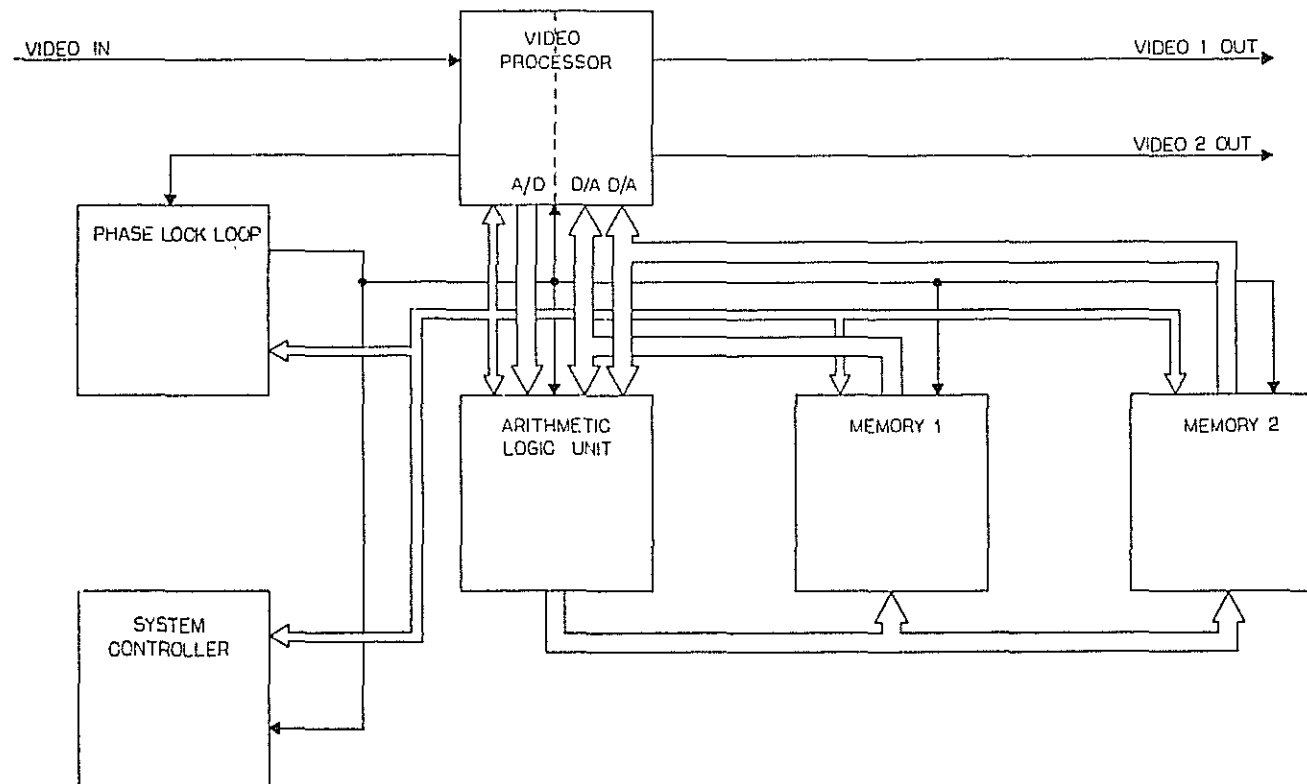 VIDEO IN
VIDEO
PROCESSOR
VIDEO 1 OUT
VIDEO 2 OUT
A/D
D/A
D/A
PHASE LOCK LOOP
ARITHMETIC
LOGIC UNIT
MEMORY 1
MEMORY 2
SYSTEM
CONTROLLER